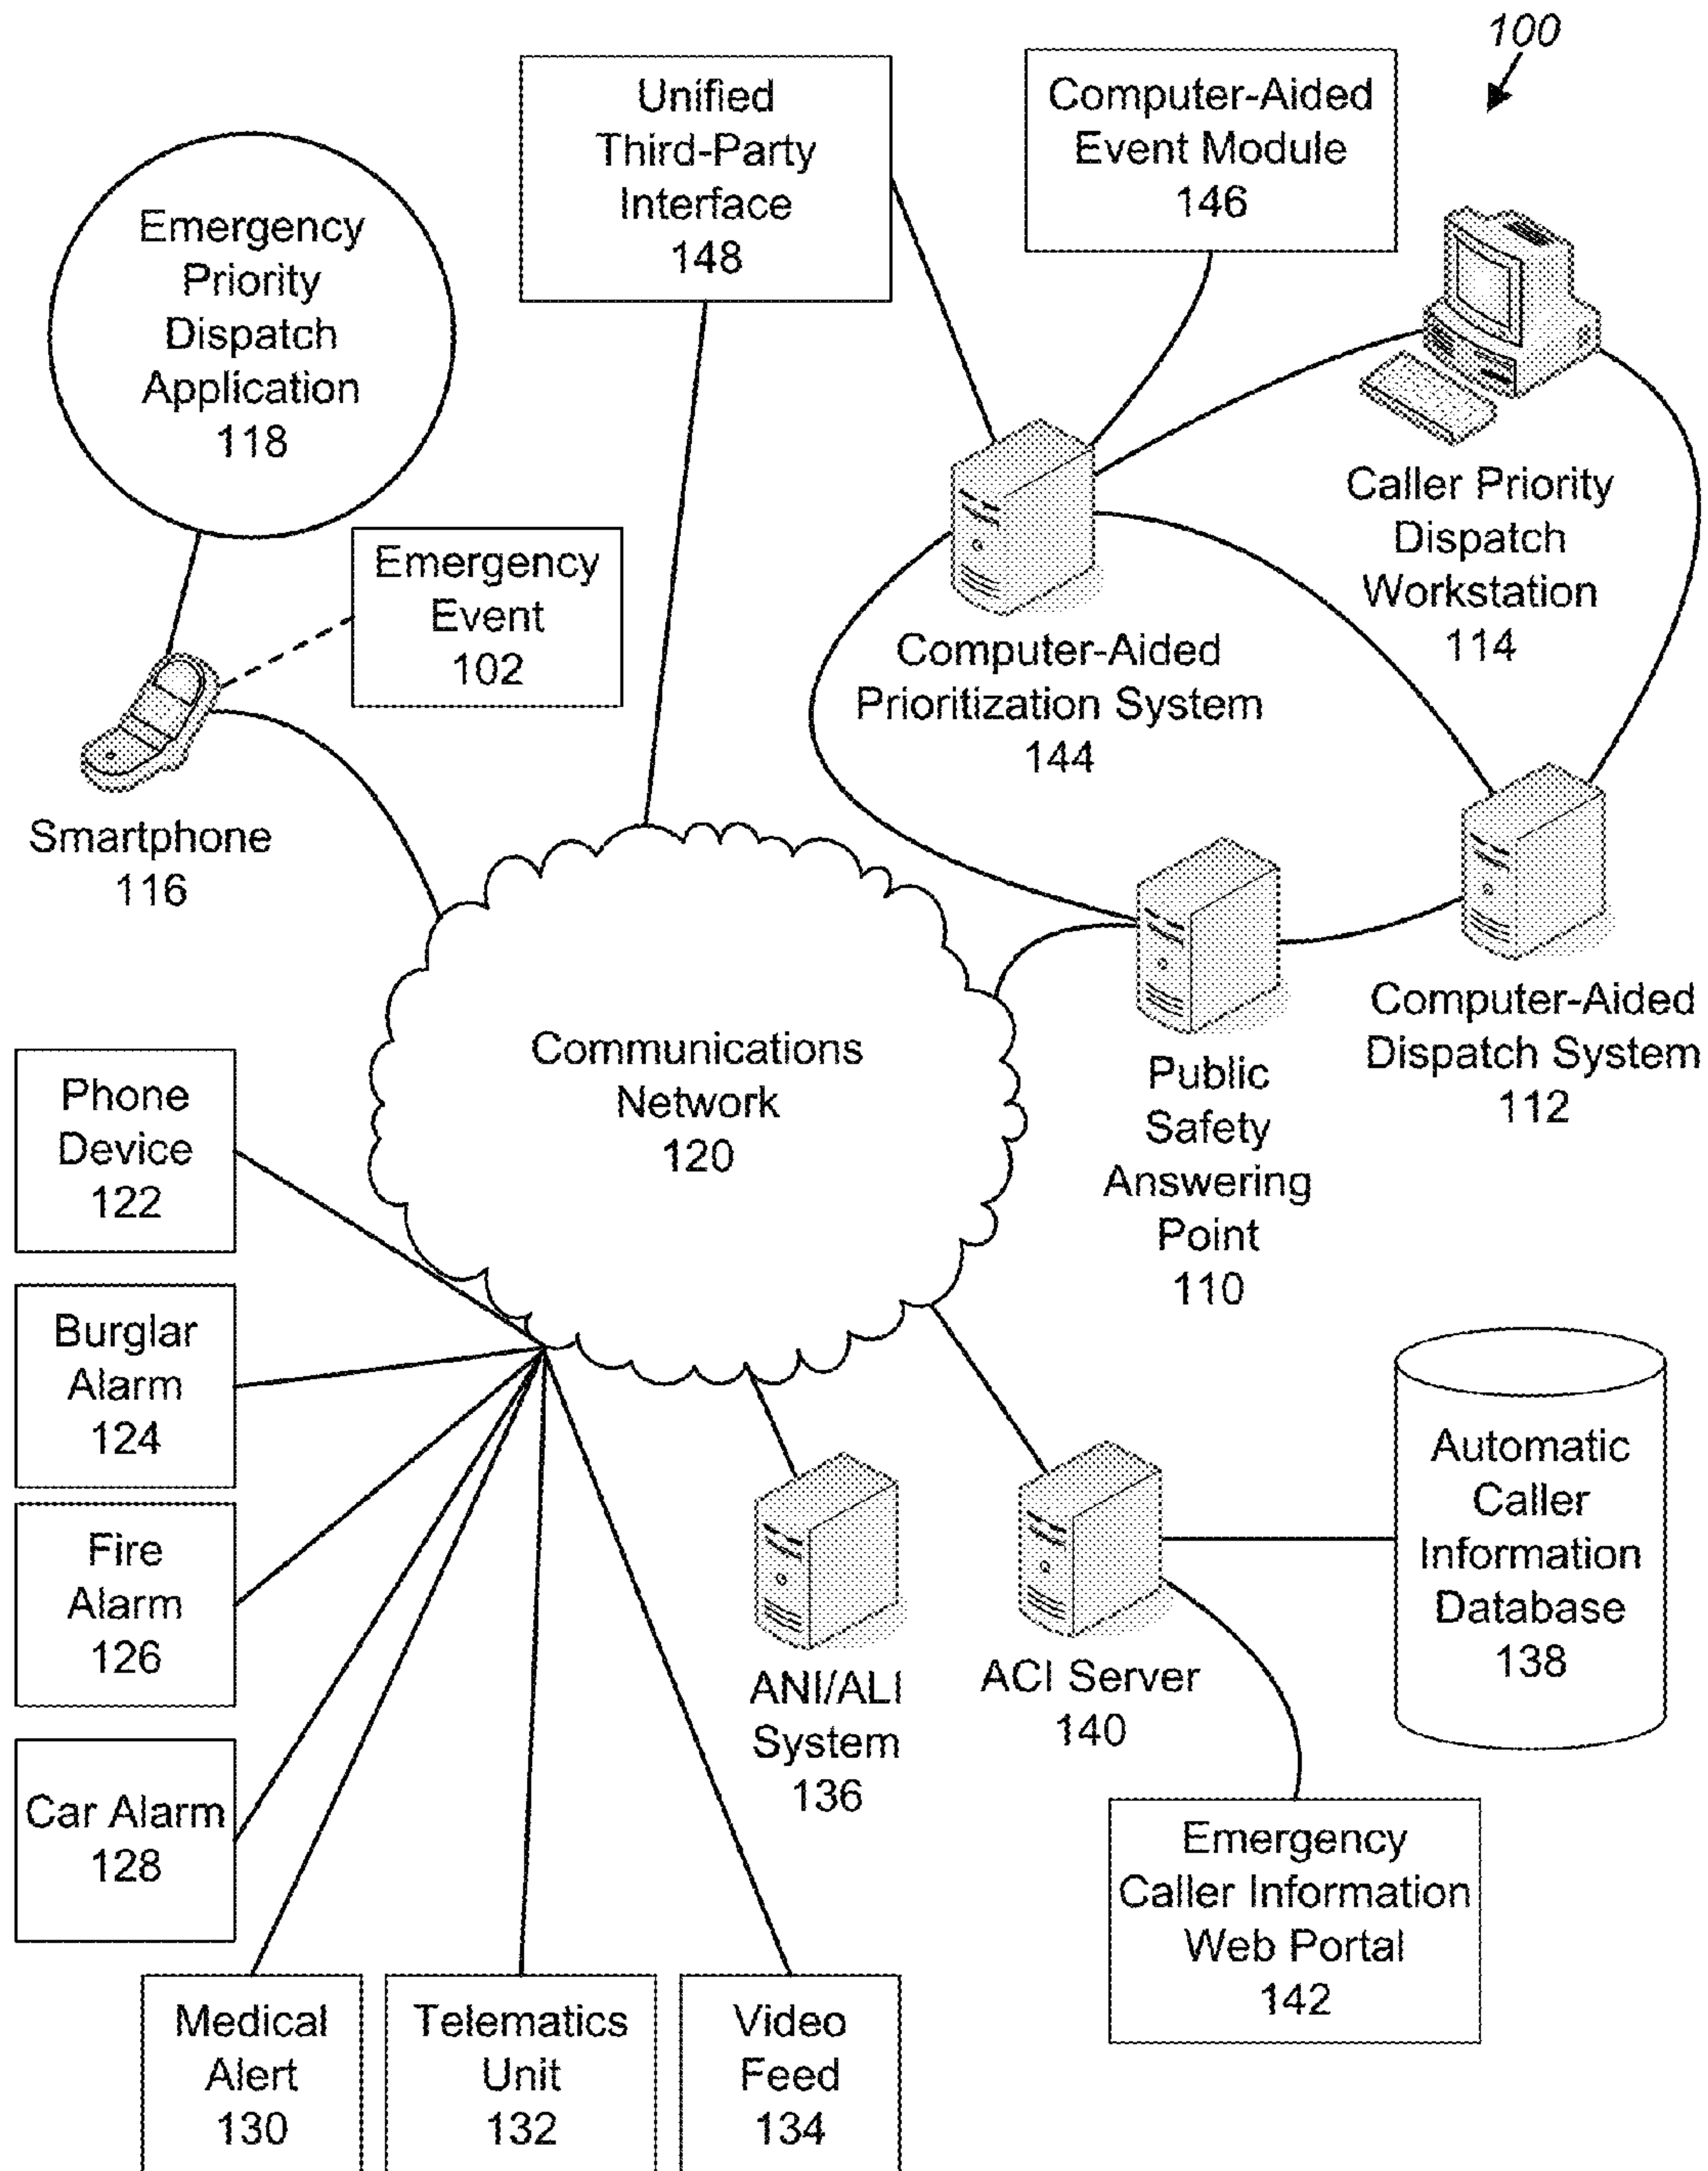 100
Unified
Third-Party
Interface
148
Computer-Aided
Event Module
146
Emergency
Priority
Dispatch
Application
118
Emergency
Event
102
Caller Priority
Dispatch
Workstation
114
Computer-Aided
Prioritization System
144
Smartphone
116
Computer-Aided
Dispatch System
112
Communications
Network
120
Public
Safety
Answering
Point
110
Phone
Device
122
Burglar
Alarm
124
Fire
Alarm
126
Car Alarm
128
Medical
Alert
130
Telematics
Unit
132
Video
Feed
134
ANI/ALI
System
136
ACI Server
140
Automatic
Caller
Information
Database
138
Emergency
Caller Information
Web Portal
142